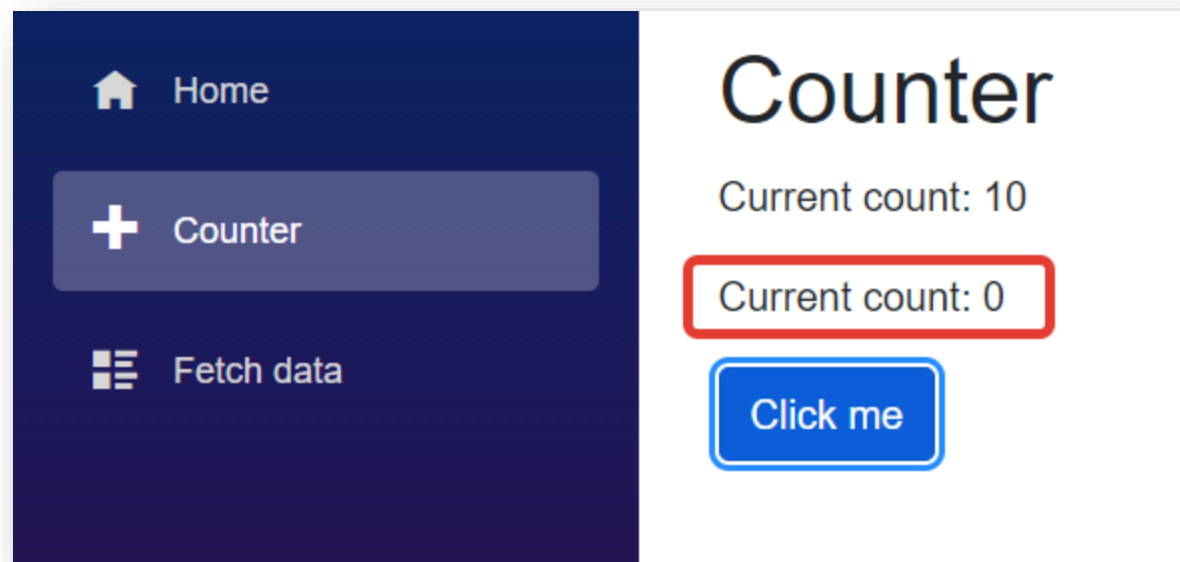 Home
Counter
Fetch data
Counter
Current count: 10
Current count: 0
Click me